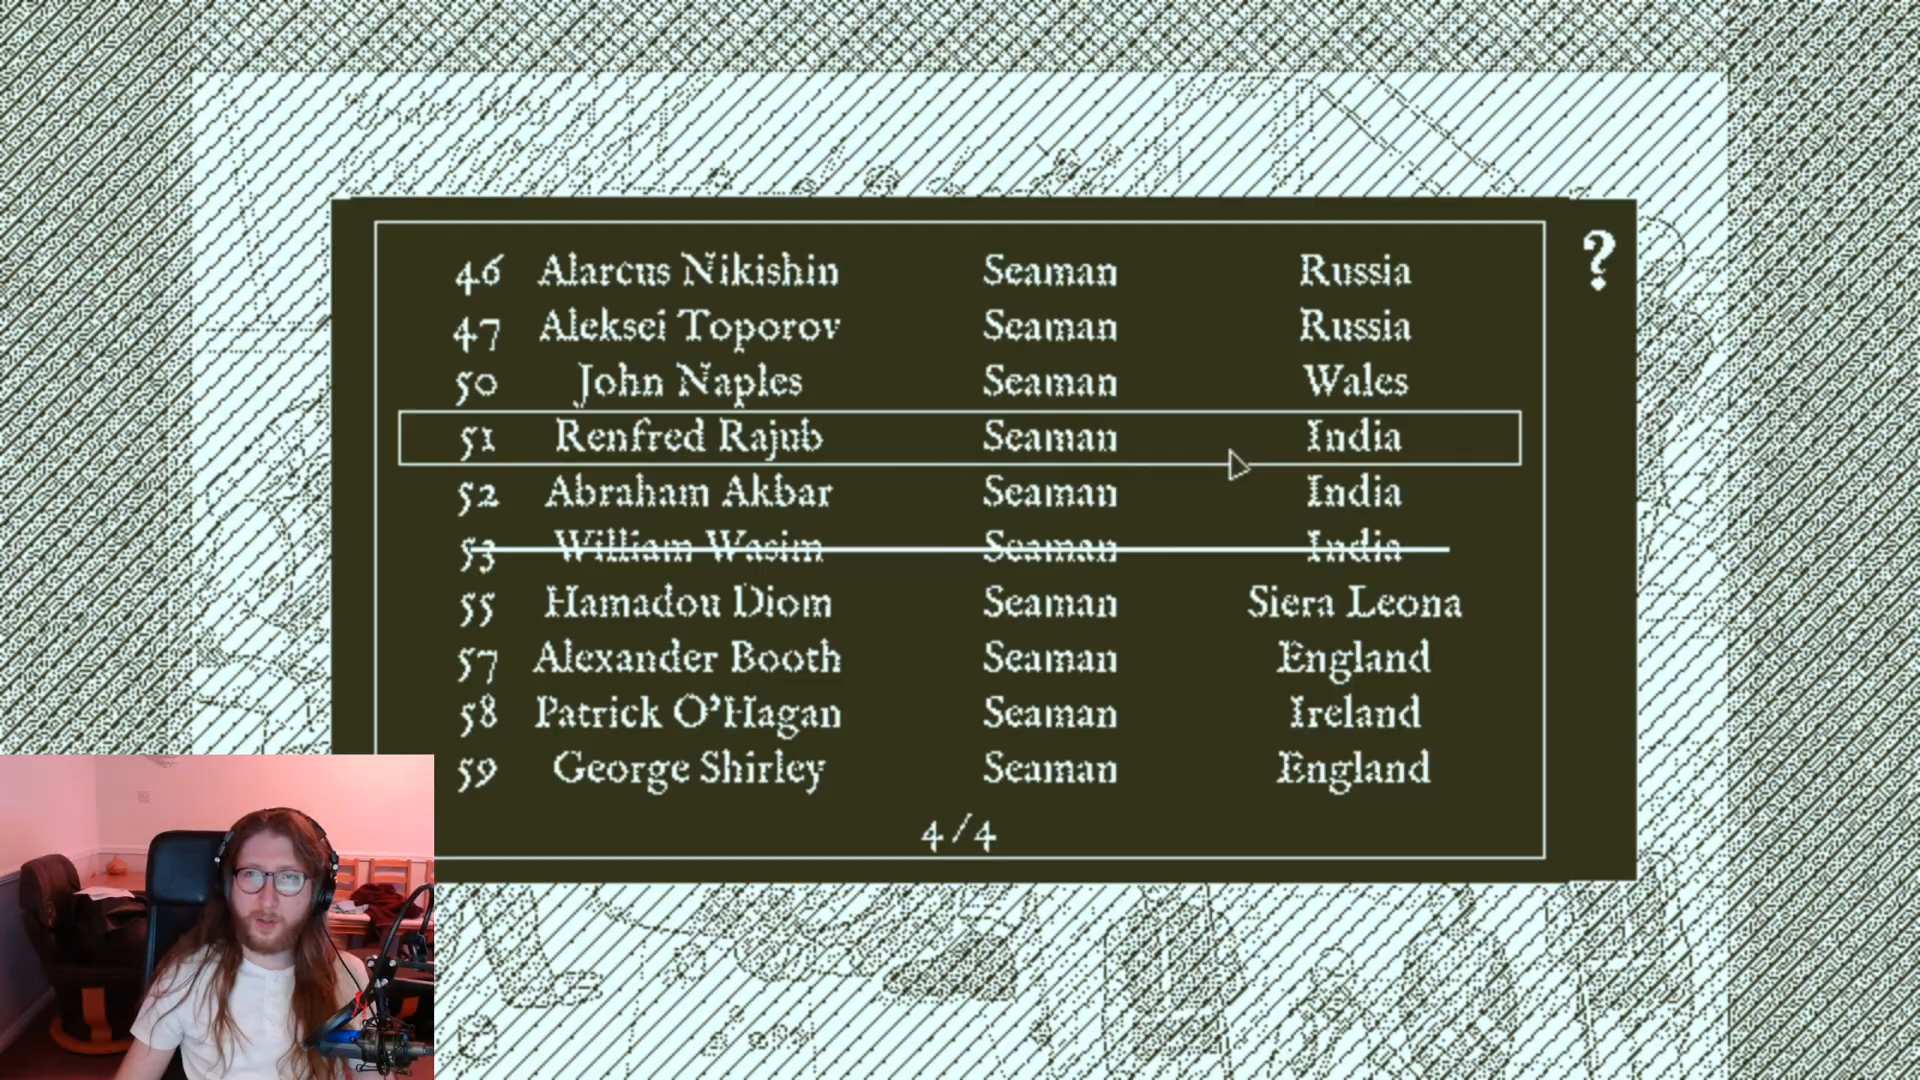 ?
46 Alarcus Nikishin Seaman Russia
47 Aleksei Toporov Seaman Russia
50 John Naples Seaman Wales
51 Renfred Rajub Seaman India
52 Abraham Akbar Seaman India
53 William Wasim Seaman India
55 Hamadou Diom Seaman Siera Leona
57 Alexander Booth Seaman England
58 Patrick O'Hagan Seaman Ireland
59 George Shirley Seaman England
4/4